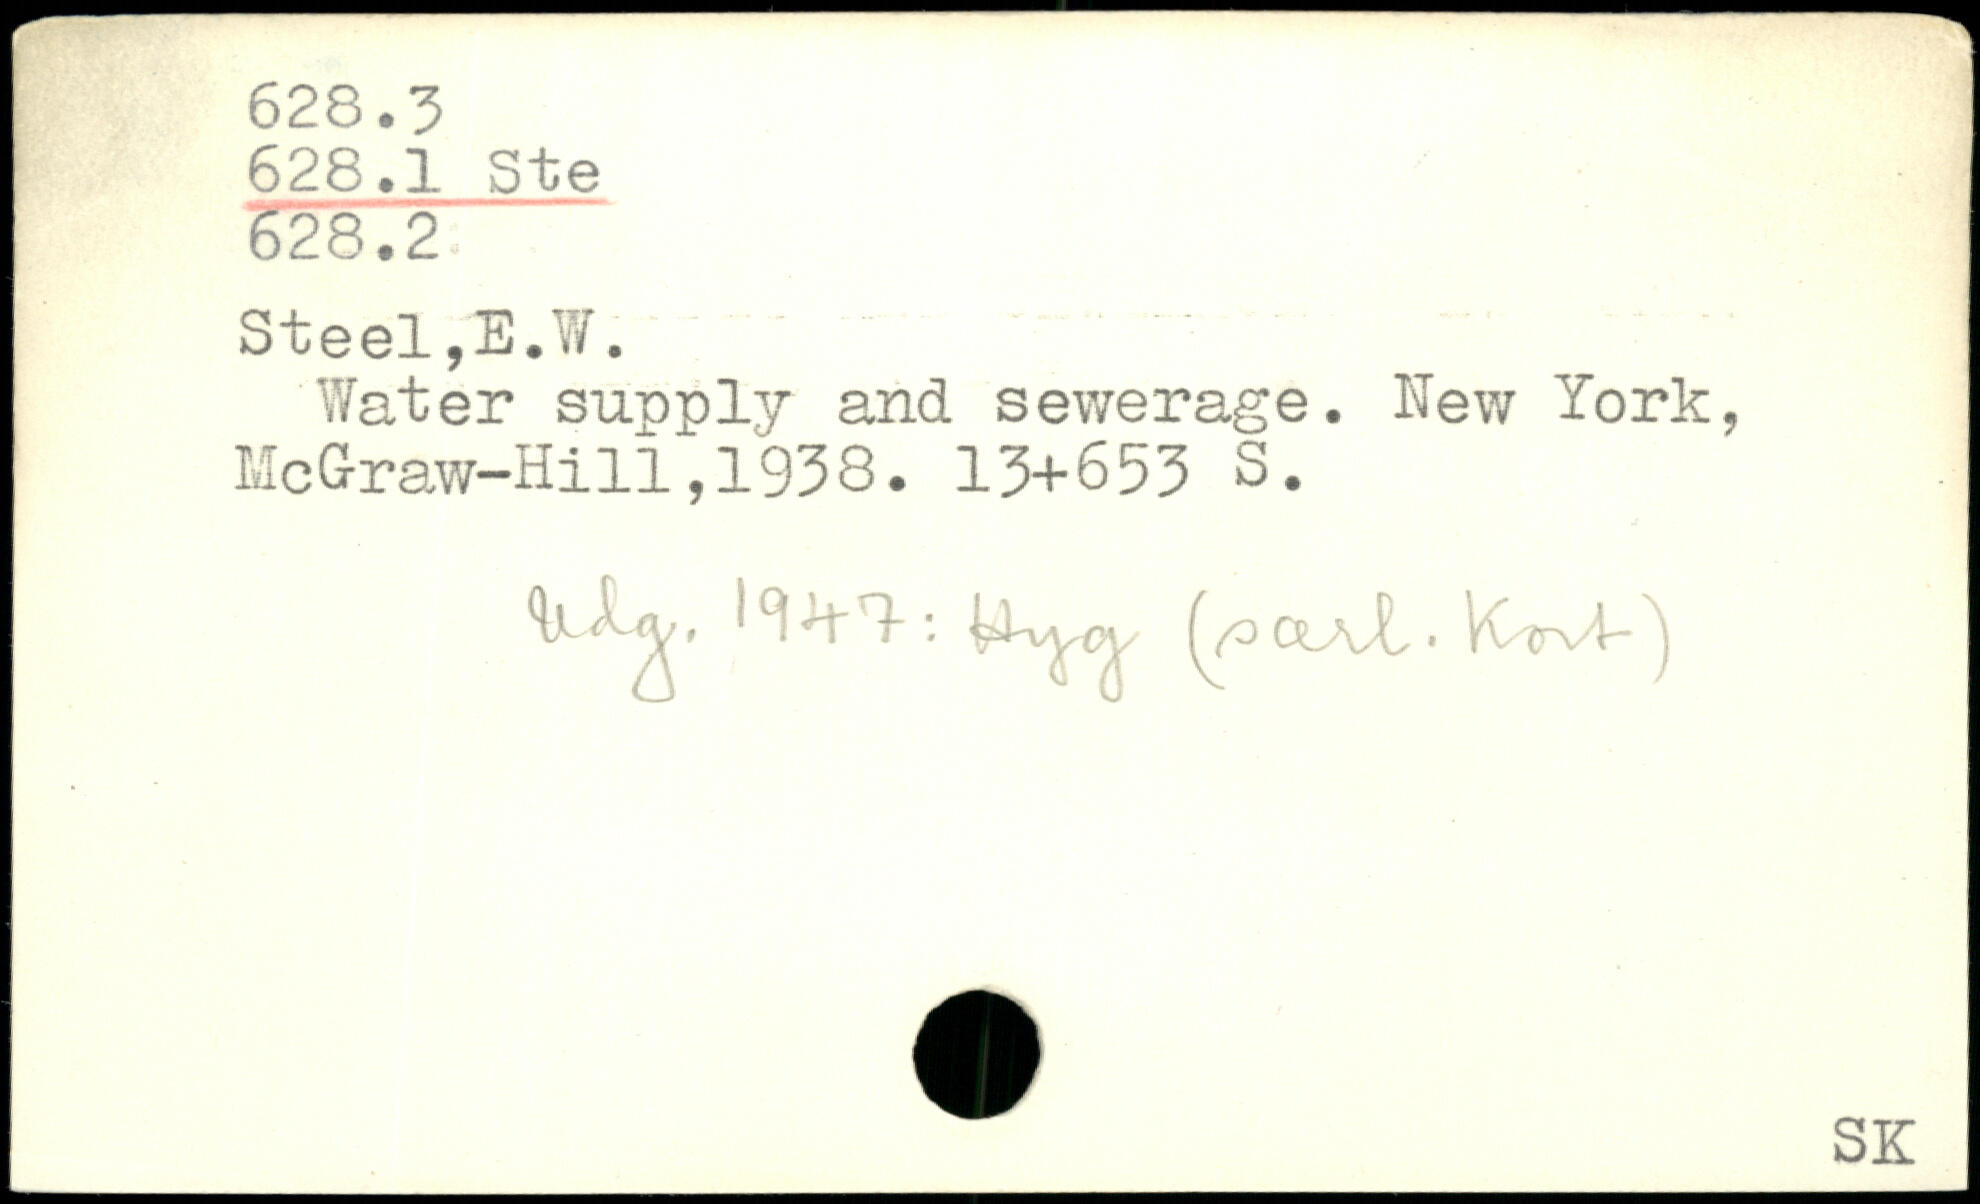 628.3
628.1 Ste
628.2
Steel,E.W.
Water supply and sewerage. New York,
McGraw-Hill,1938. 13+653 S.
Udg. 1947: Hyg (særl. Kort)
SK